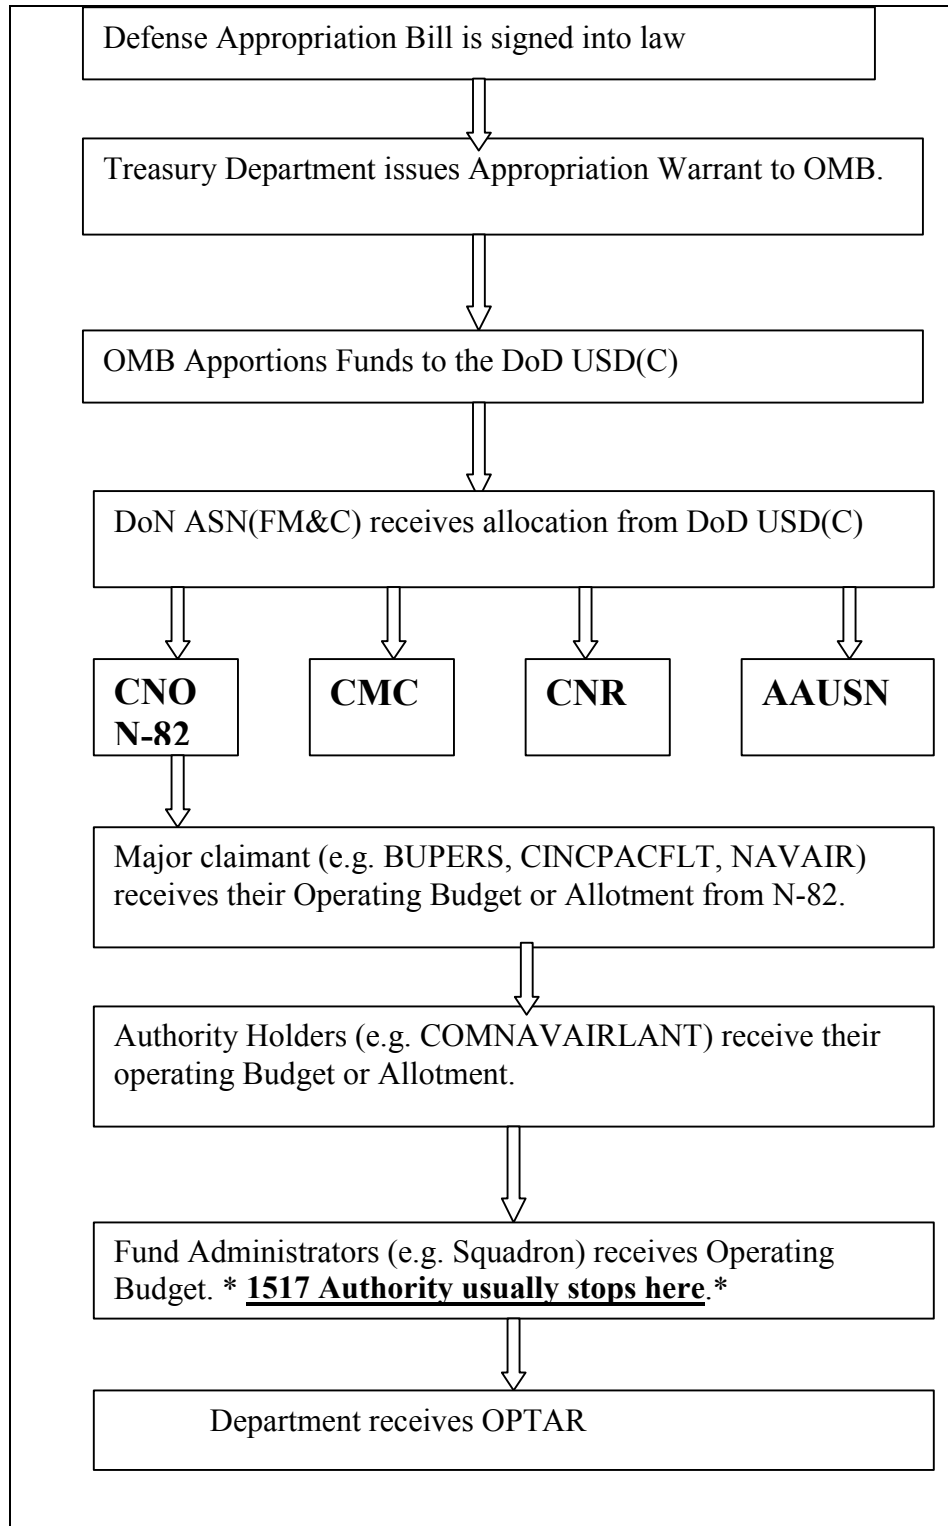 Defense Appropriation Bill is signed into law
Treasury Department issues Appropriation Warrant to OMB.
OMB Apportions Funds to the DoD USD(C)
DoN ASN(FM&C) receives allocation from DoD USD(C)
CNO
N-82
CMC
CNR
AAUSN
Major claimant (e.g. BUPERS, CINCPACFLT, NAVAIR)
receives their Operating Budget or Allotment from N-82.
Authority Holders (e.g. COMNAVAIRLANT) receive their
operating Budget or Allotment.
Fund Administrators (e.g. Squadron) receives Operating
Budget. * 1517 Authority usually stops here.*
Department receives OPTAR